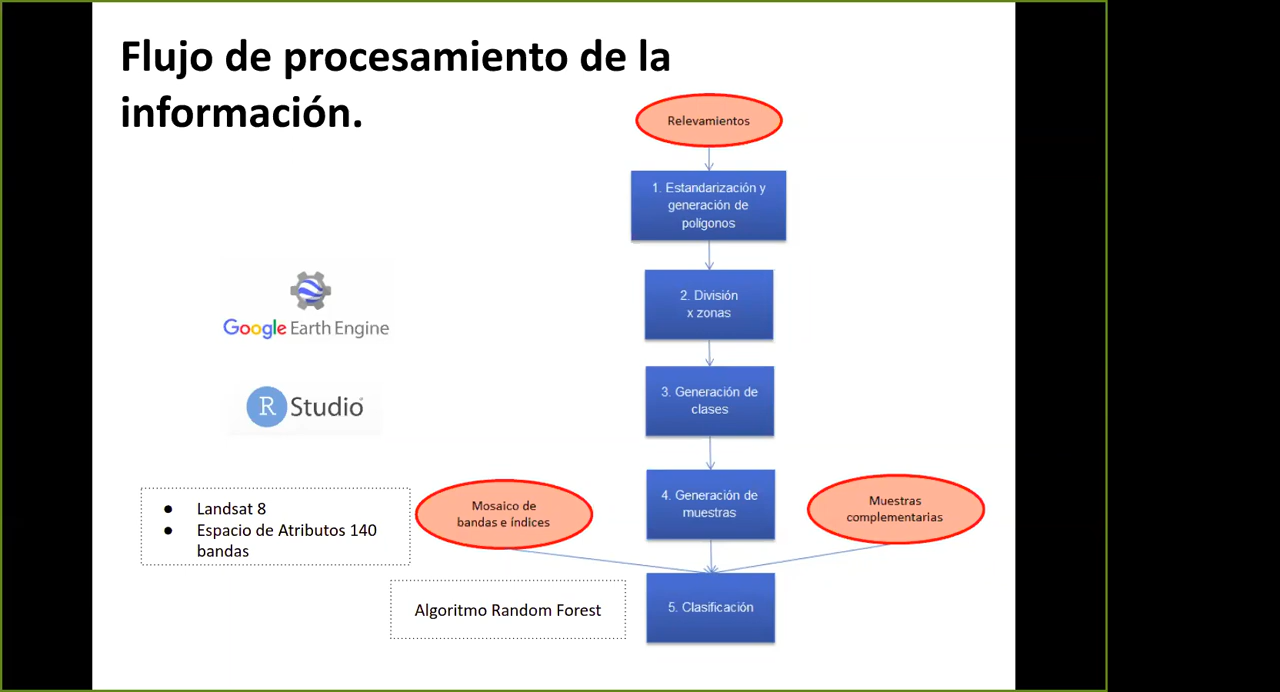 Flujo de procesamiento de la
información.
Relevamientos
1. Estandarización y
generación de
polígonos
2. División
x zonas
Google Earth Engine
3. Generación de
clases
R Studio
4. Generación de
muestras
Mosaico de
bandas e índices
Muestras
complementarias
● Landsat 8
● Espacio de Atributos 140
bandas
Algoritmo Random Forest
5. Clasificación